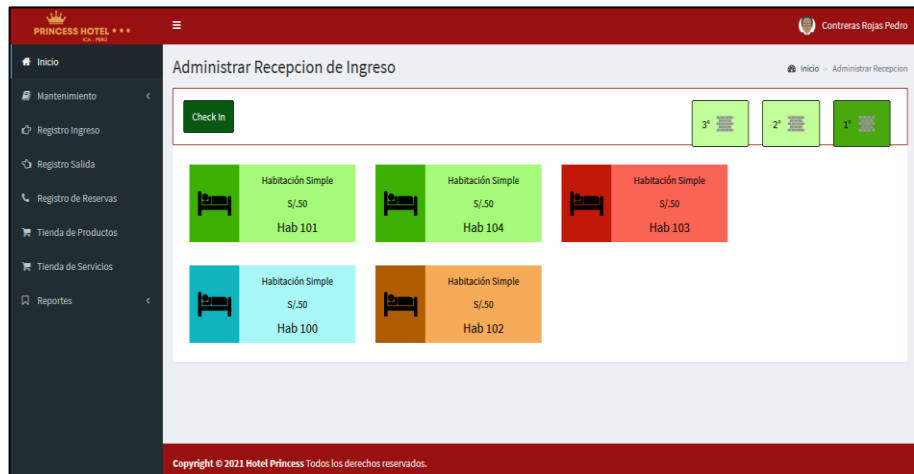 PRINCESS HOTEL ★ ★ ★
ICA - PERÚ
Contreras Rojas Pedro
Inicio
Mantenimiento
Registro Ingreso
Registro Salida
Registro de Reservas
Tienda de Productos
Tienda de Servicios
Reportes
Administrar Recepcion de Ingreso
Inicio > Administrar Recepcion
Check In
3°
2°
1°
Habitación Simple
S/.50
Hab 101
Habitación Simple
S/.50
Hab 104
Habitación Simple
S/.50
Hab 103
Habitación Simple
S/.50
Hab 100
Habitación Simple
S/.50
Hab 102
Copyright © 2021 Hotel Princess Todos los derechos reservados.